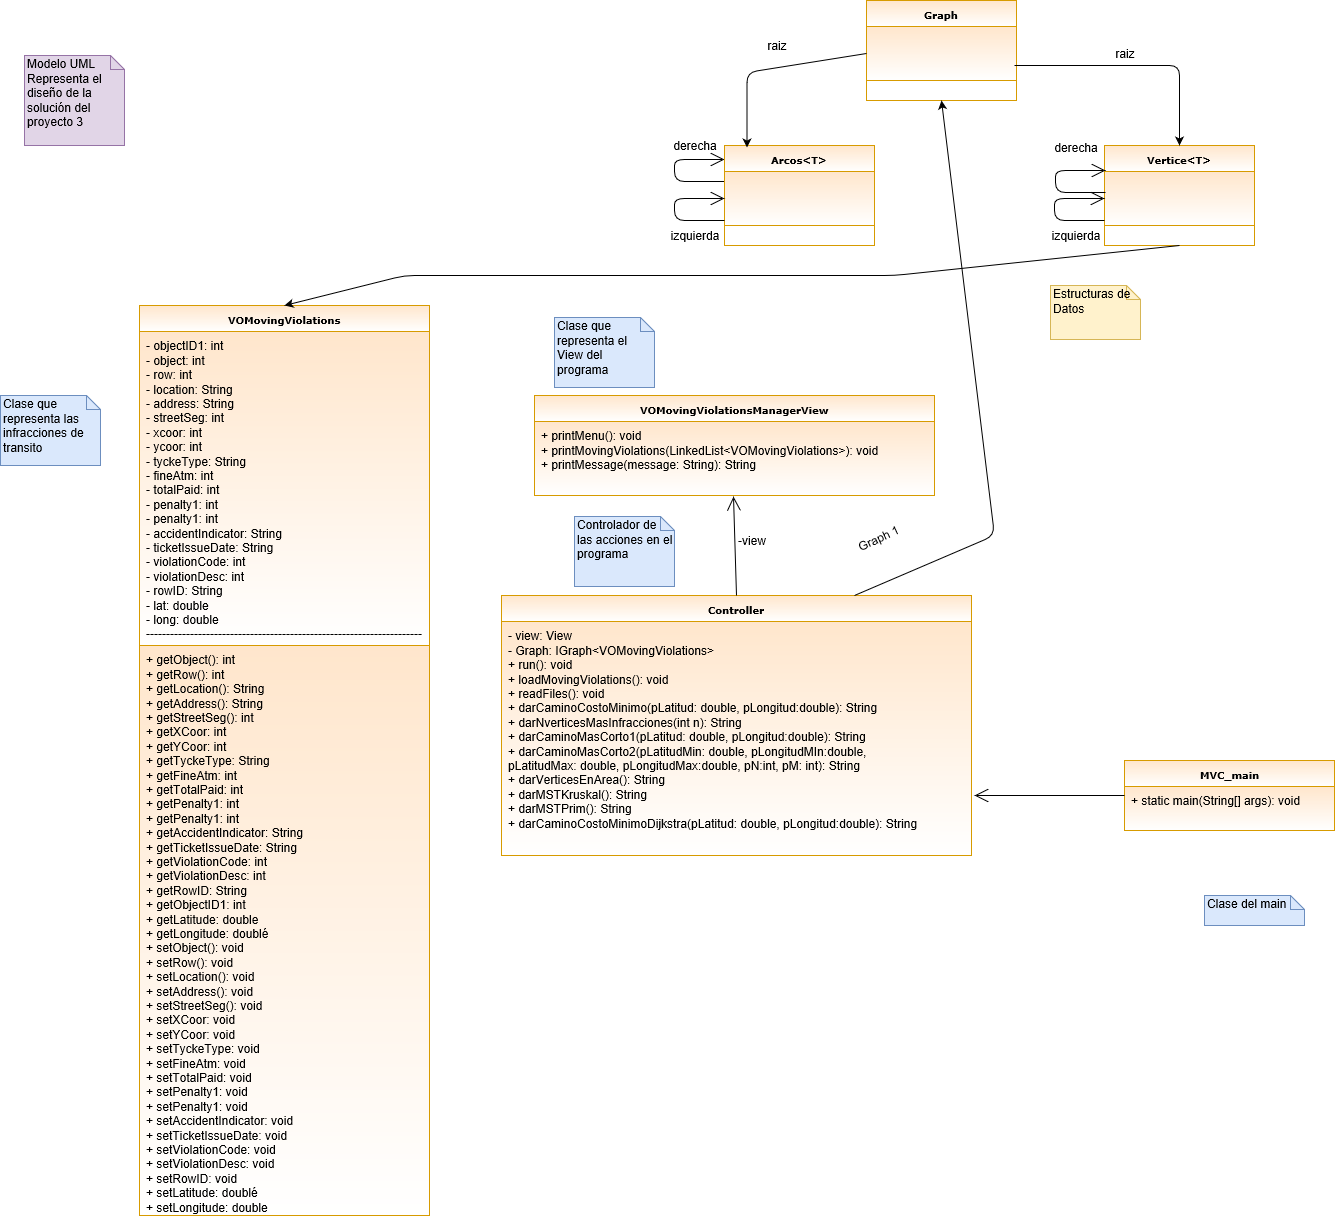 Graph
raiz
raiz
Modelo UML
Representa el
diseño de la
solución del
proyecto 3
derecha
Arcos<T>
izquierda
derecha
Vertice<T>
izquierda
Estructuras de
Datos
VOMovingViolations
- objectID1: int
- object: int
- row: int
- location: String
- address: String
- streetSeg: int
- xcoor: int
- ycoor: int
- tyckeType: String
- fineAtm: int
- totalPaid: int
- penalty1: int
- penalty1: int
- accidentIndicator: String
- ticketIssueDate: String
- violationCode: int
- violationDesc: int
- rowID: String
- lat: double
- long: double
---------------------------------------------------------------------
+ getObject(): int
+ getRow(): int
+ getLocation(): String
+ getAddress(): String
+ getStreetSeg(): int
+ getXCoor: int
+ getYCoor: int
+ getTyckeType: String
+ getFineAtm: int
+ getTotalPaid: int
+ getPenalty1: int
+ getPenalty1: int
+ getAccidentIndicator: String
+ getTicketIssueDate: String
+ getViolationCode: int
+ getViolationDesc: int
+ getRowID: String
+ getObjectID1: int
+ getLatitude: double
+ getLongitude: doublé
+ setObject(): void
+ setRow(): void
+ setLocation(): void
+ setAddress(): void
+ setStreetSeg(): void
+ setXCoor: void
+ setYCoor: void
+ setTyckeType: void
+ setFineAtm: void
+ setTotalPaid: void
+ setPenalty1: void
+ setPenalty1: void
+ setAccidentIndicator: void
+ setTicketIssueDate: void
+ setViolationCode: void
+ setViolationDesc: void
+ setRowID: void
+ setLatitude: doublé
+ setLongitude: double
Clase que
representa las
infracciones de
transito
Clase que
representa el
View del
programa
VOMovingViolationsManagerView
+ printMenu(): void
+ printMovingViolations(LinkedList<VOMovingViolations>): void
+ printMessage(message: String): String
Controlador de
las acciones en el
programa
-view
Graph 1
Controller
- view: View
- Graph: IGraph<VOMovingViolations>
+ run(): void
+ loadMovingViolations(): void
+ readFiles(): void
+ darCaminoCostoMinimo(pLatitud: double, pLongitud:double): String
+ darNverticesMasInfracciones(int n): String
+ darCaminoMasCorto1(pLatitud: double, pLongitud:double): String
+ darCaminoMasCorto2(pLatitudMin: double, pLongitudMIn:double,
pLatitudMax: double, pLongitudMax:double, pN:int, pM: int): String
+ darVerticesEnArea(): String
+ darMSTKruskal(): String
+ darMSTPrim(): String
+ darCaminoCostoMinimoDijkstra(pLatitud: double, pLongitud:double): String
MVC_main
+ static main(String[] args): void
Clase del main